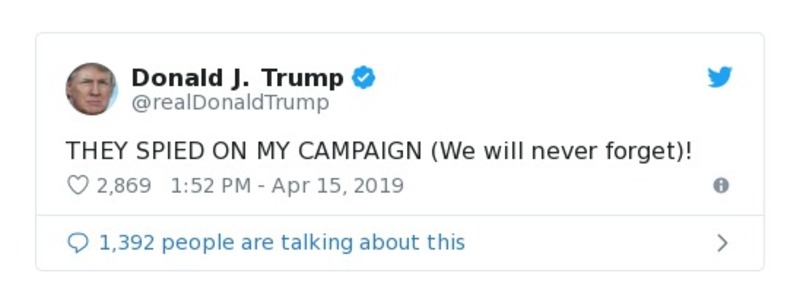 Donald J. Trump
@realDonaldTrump
THEY SPIED ON MY CAMPAIGN (We will never forget)!
2,869 1:52 PM - Apr 15, 2019
1,392 people are talking about this